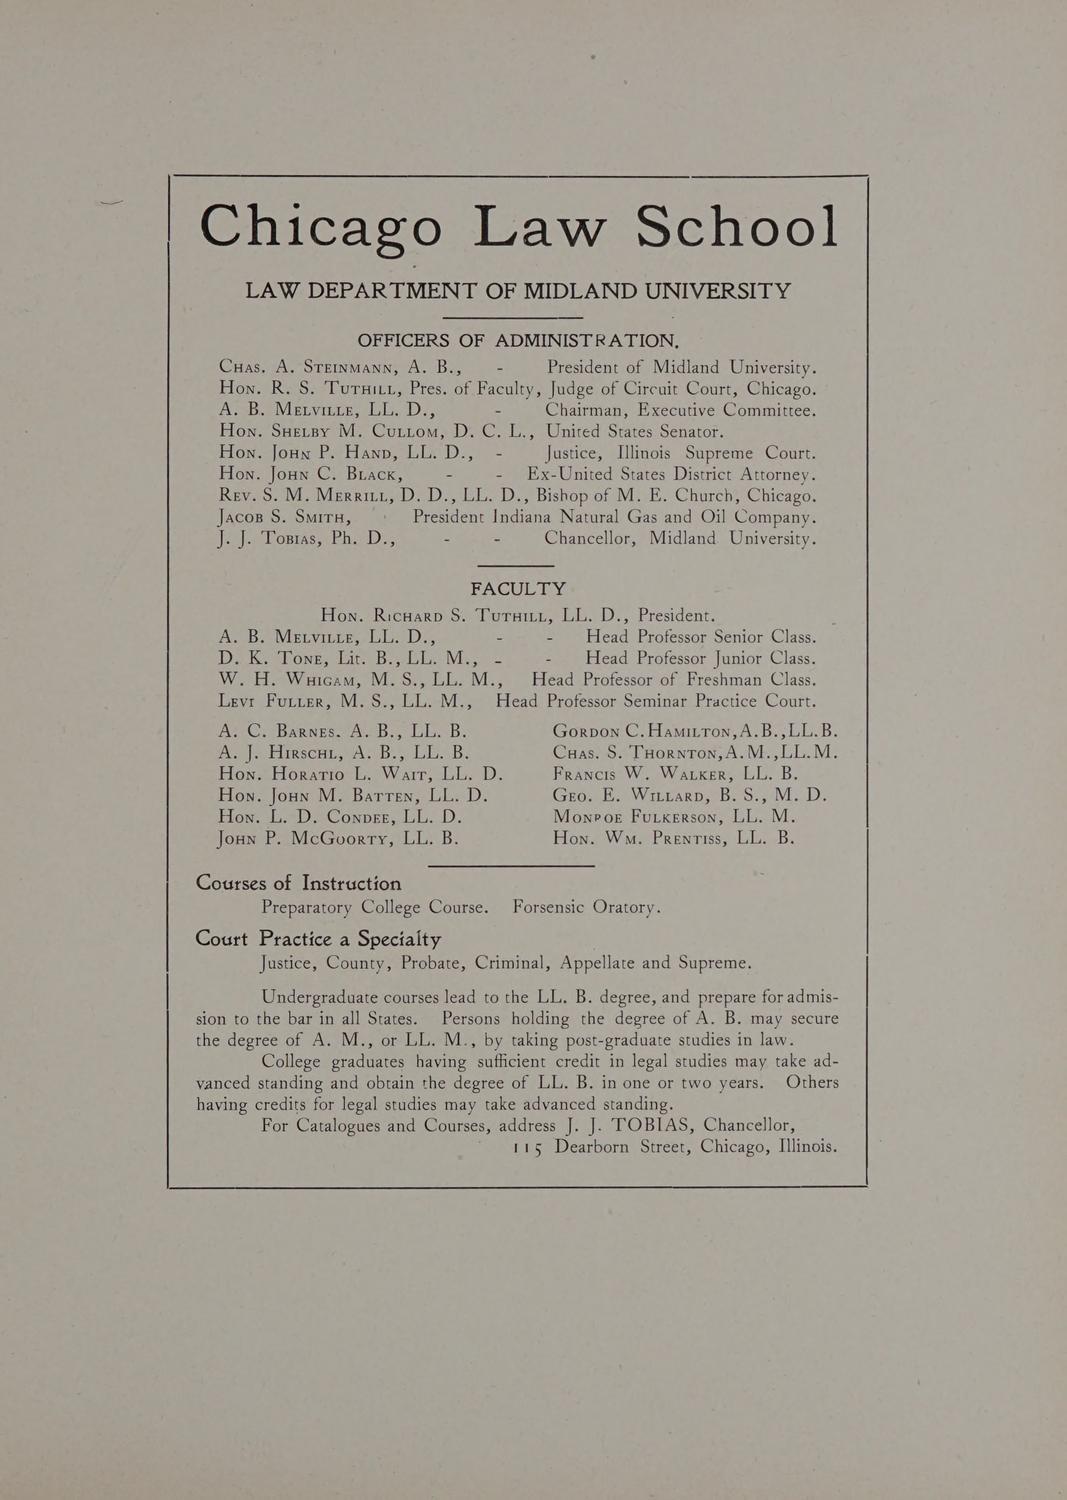 Chicago Law School
LAW DEPARTMENT OF MIDLAND UNIVERSITY
OFFICERS OF ADMINISTRATION.
CHAS. A. STEINMANN, A. B., - President of Midland University.
HON. R. S. TUTHILL, Pres. of Faculty, Judge of Circuit Court, Chicago.
A. B. MELVILLE, LL. D., - Chairman, Executive Committee.
HON. SHELBY M. CULLOM, D. C. L., United States Senator.
HON. JOHN P. HAND, LL. D., - Justice, Illinois Supreme Court.
HON. JOHN C. BLACK, - - Ex-United States District Attorney.
REV. S. M. MERRILL, D. D., LL. D., Bishop of M. E. Church, Chicago.
JACOB S. SMITH, President Indiana Natural Gas and Oil Company.
J. J. TOBIAS, Ph. D., - - Chancellor, Midland University.
FACULTY
HON. RICHARD S. TUTHILL, LL. D., President.
A. B. MELVILLE, LL. D., - - Head Professor Senior Class.
D. K. TONE, Lit. B., LL. M., - - Head Professor Junior Class.
W. H. WHIGAM, M. S., LL. M., Head Professor of Freshman Class.
LEVI FULLER, M. S., LL. M., Head Professor Seminar Practice Court.
A. C. BARNES. A. B., LL. B. GORDON C. HAMILTON, A. B., LL. B.
A. J. HIRSCHL, A. B., LL. B. CHAS. S. THORNTON, A. M., LL. M.
HON. HORATIO L. WAIT, LL. D. FRANCIS W. WALKER, LL. B.
HON. JOHN M. BATTEN, LL. D. GEO. E. WILLARD, B. S., M. D.
HON. L. D. CONDEE, LL. D. MONROE FULKERSON, LL. M.
JOHN P. MCGOORTY, LL. B. HON. WM. PRENTISS, LL. B.
Courses of Instruction
Preparatory College Course. Forsensic Oratory.
Court Practice a Specialty
Justice, County, Probate, Criminal, Appellate and Supreme.
Undergraduate courses lead to the LL. B. degree, and prepare for admis-
sion to the bar in all States. Persons holding the degree of A. B. may secure
the degree of A. M., or LL. M., by taking post-graduate studies in law.
College graduates having sufficient credit in legal studies may take ad-
vanced standing and obtain the degree of LL. B. in one or two years. Others
having credits for legal studies may take advanced standing.
For Catalogues and Courses, address J. J. TOBIAS, Chancellor,
115 Dearborn Street, Chicago, Illinois.